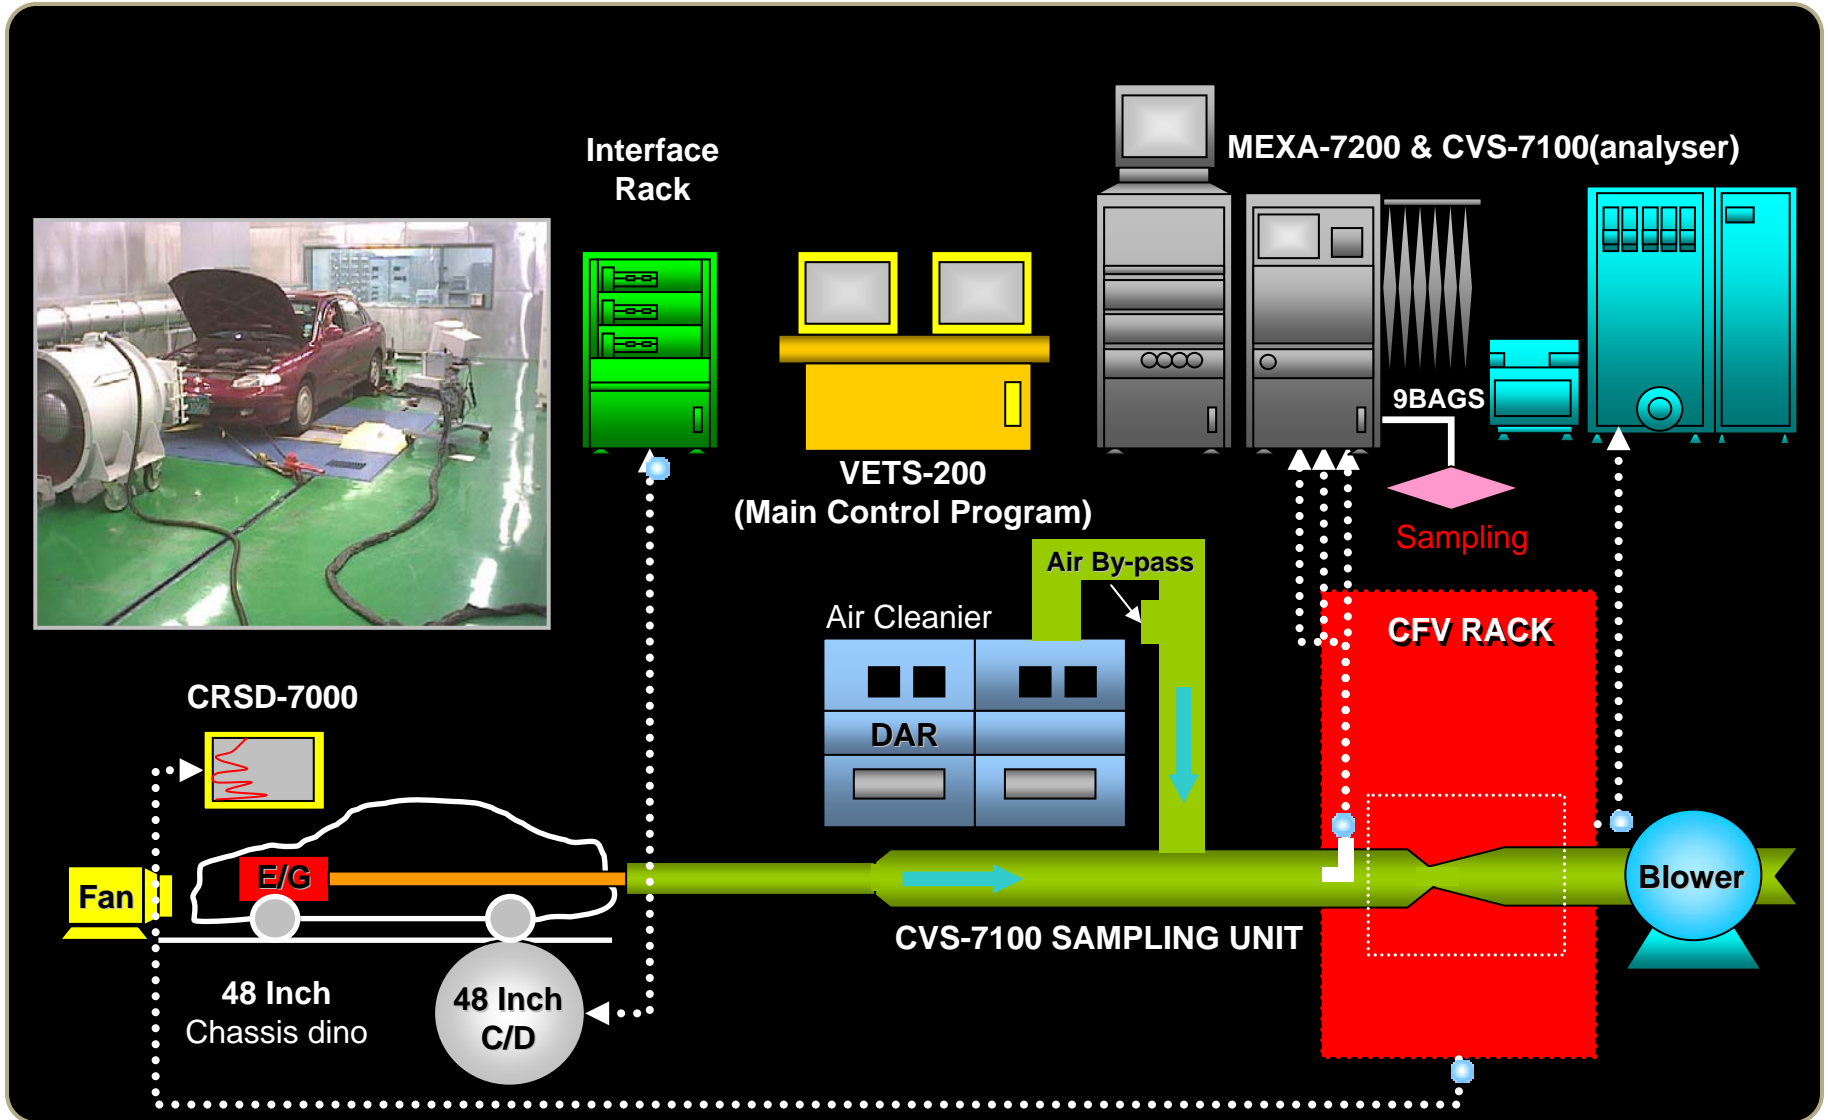 Interface
Rack
MEXA-7200 & CVS-7100(analyser)
9BAGS
VETS-200
(Main Control Program)
Sampling
Air By-pass
Air Cleanier
CFV RACK
CRSD-7000
DAR
E/G
Fan
Blower
CVS-7100 SAMPLING UNIT
48 Inch
Chassis dino
48 Inch
C/D